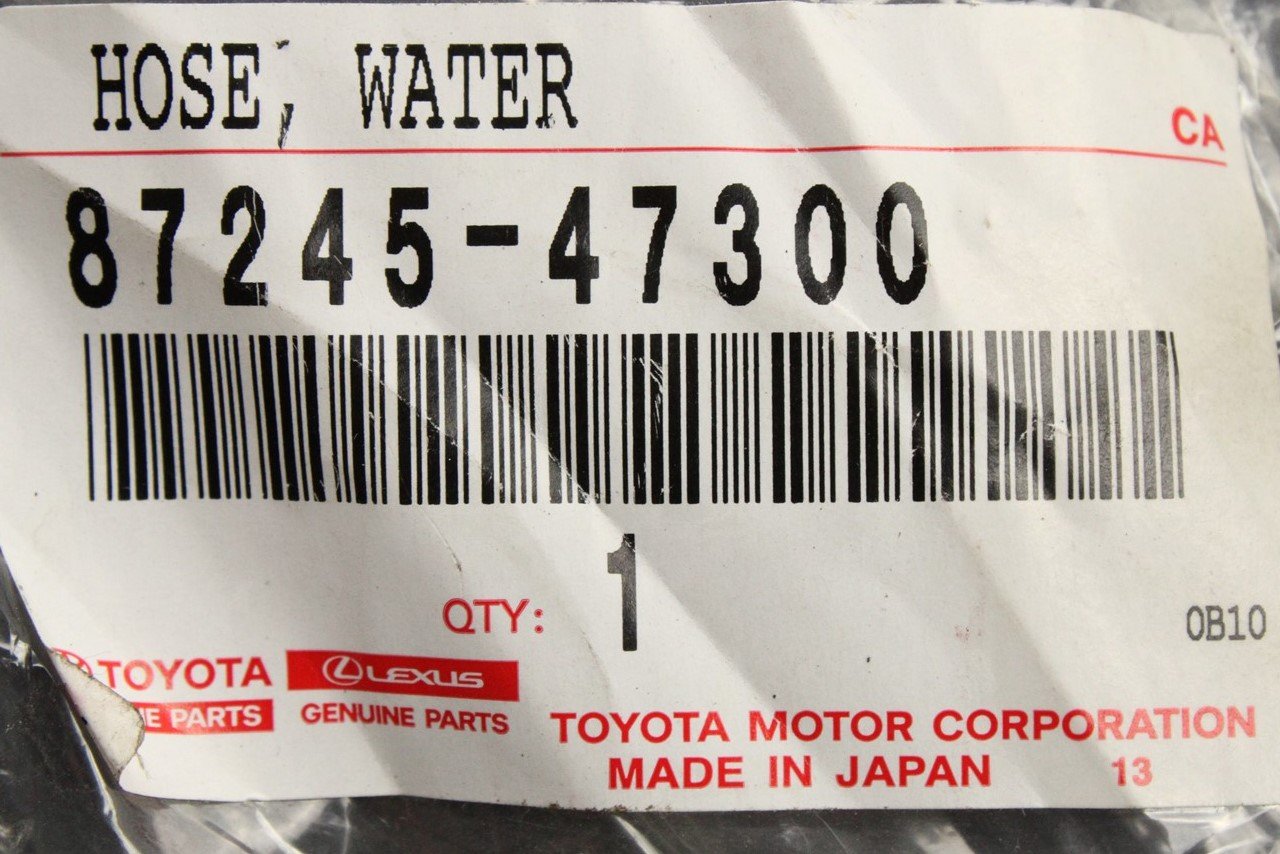 HOSE, WATER
CA
87245-47300
1
QTY:
0B10
TOYOTA LEXUS
PARTS GENUINE PARTS
TOYOTA MOTOR CORPORATION
MADE IN JAPAN 13